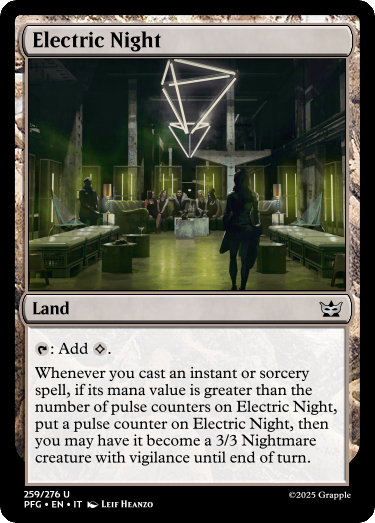 Electric Night
Land
: Add .
Whenever you cast an instant or sorcery
spell, if its mana value is greater than the
number of pulse counters on Electric Night,
put a pulse counter on Electric Night, then
you may have it become a 3/3 Nightmare
creature with vigilance until end of turn.
259/276 U
PFG • EN • IT Leif Heanzo
©2025 Grapple